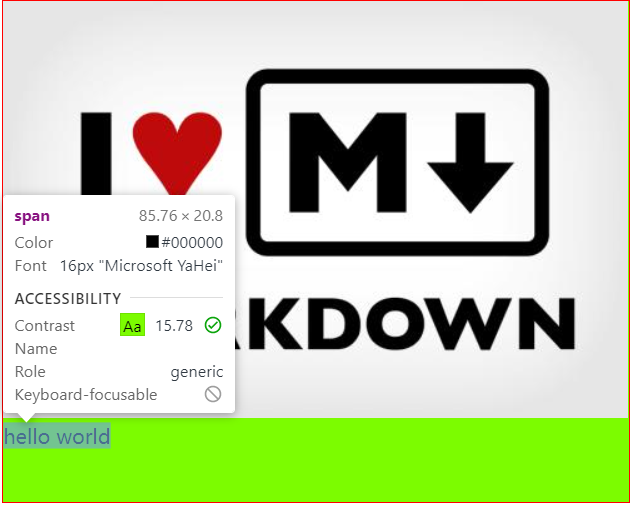 I ♥ M↓
span 85.76 × 20.8
Color #000000
Font 16px "Microsoft YaHei"
ACCESSIBILITY
Contrast Aa 15.78
Name
Role generic
Keyboard-focusable
RKDOWN
hello world